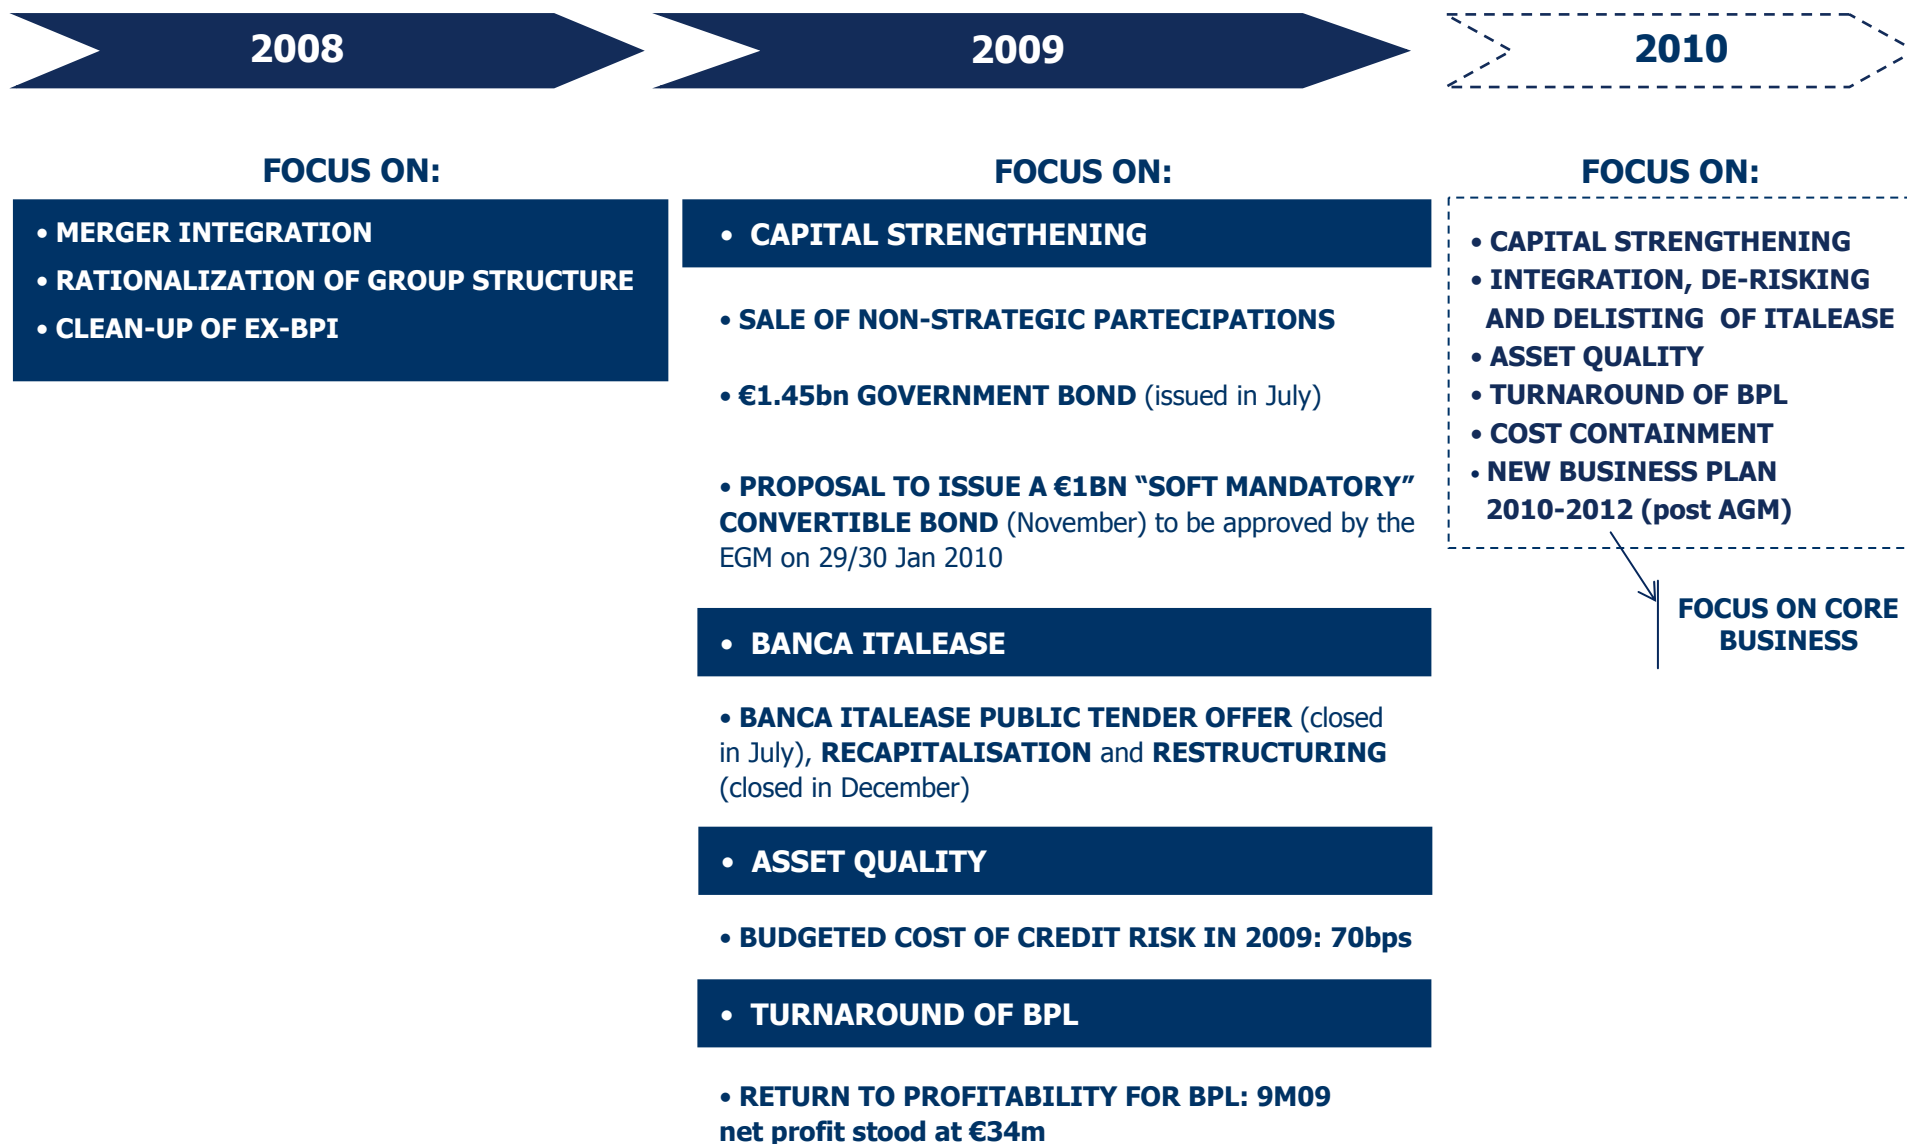 2008
2009
2010
FOCUS ON:
• MERGER INTEGRATION
• RATIONALIZATION OF GROUP STRUCTURE
• CLEAN-UP OF EX-BPI
FOCUS ON:
• CAPITAL STRENGTHENING
• SALE OF NON-STRATEGIC PARTECIPATIONS
• €1.45bn GOVERNMENT BOND (issued in July)
• PROPOSAL TO ISSUE A €1BN “SOFT MANDATORY”
CONVERTIBLE BOND (November) to be approved by the
EGM on 29/30 Jan 2010
• BANCA ITALEASE
• BANCA ITALEASE PUBLIC TENDER OFFER (closed
in July), RECAPITALISATION and RESTRUCTURING
(closed in December)
• ASSET QUALITY
• BUDGETED COST OF CREDIT RISK IN 2009: 70bps
• TURNAROUND OF BPL
• RETURN TO PROFITABILITY FOR BPL: 9M09
net profit stood at €34m
FOCUS ON:
• CAPITAL STRENGTHENING
• INTEGRATION, DE-RISKING
AND DELISTING OF ITALEASE
• ASSET QUALITY
• TURNAROUND OF BPL
• COST CONTAINMENT
• NEW BUSINESS PLAN
2010-2012 (post AGM)
FOCUS ON CORE
BUSINESS